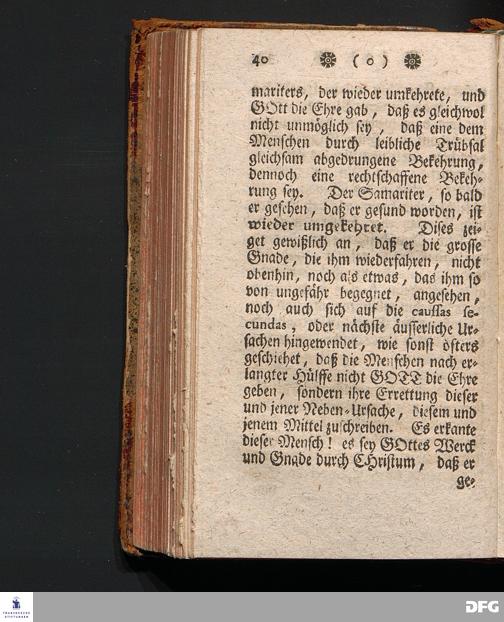 40 ( o )
mariters, der wieder umkehrete, und
GOtt die Ehre gab, daß es gleichwol
nicht unmöglich sey, daß eine dem
Menschen durch leibliche Trübsal
gleichsam abgedrungene Bekehrung,
dennoch eine rechtschaffene Bekeh-
rung sey. Der Samariter, so bald
er gesehen, daß er gesund worden, ist
wieder umgekehret. Dises zei-
get gewißlich an, daß er die grosse
Gnade, die ihm wiederfahren, nicht
obenhin, noch als etwas, das ihm so
von ungefähr begegnet, angesehen,
noch auch sich auf die caussas se-
cundas, oder nächste äusserliche Ur-
sachen hingewendet, wie sonst öfters
geschiehet, daß die Menschen nach er-
langter Hülffe nicht GOTT die Ehre
geben, sondern ihre Errettung dieser
und jener Neben-Ursache, diesem und
jenem Mittel zuschreiben. Es erkante
dieser Mensch! es sey GOttes Werck
und Gnade durch CHristum, daß er
ge-
FRANCKESCHE
STIFTUNGEN
DFG